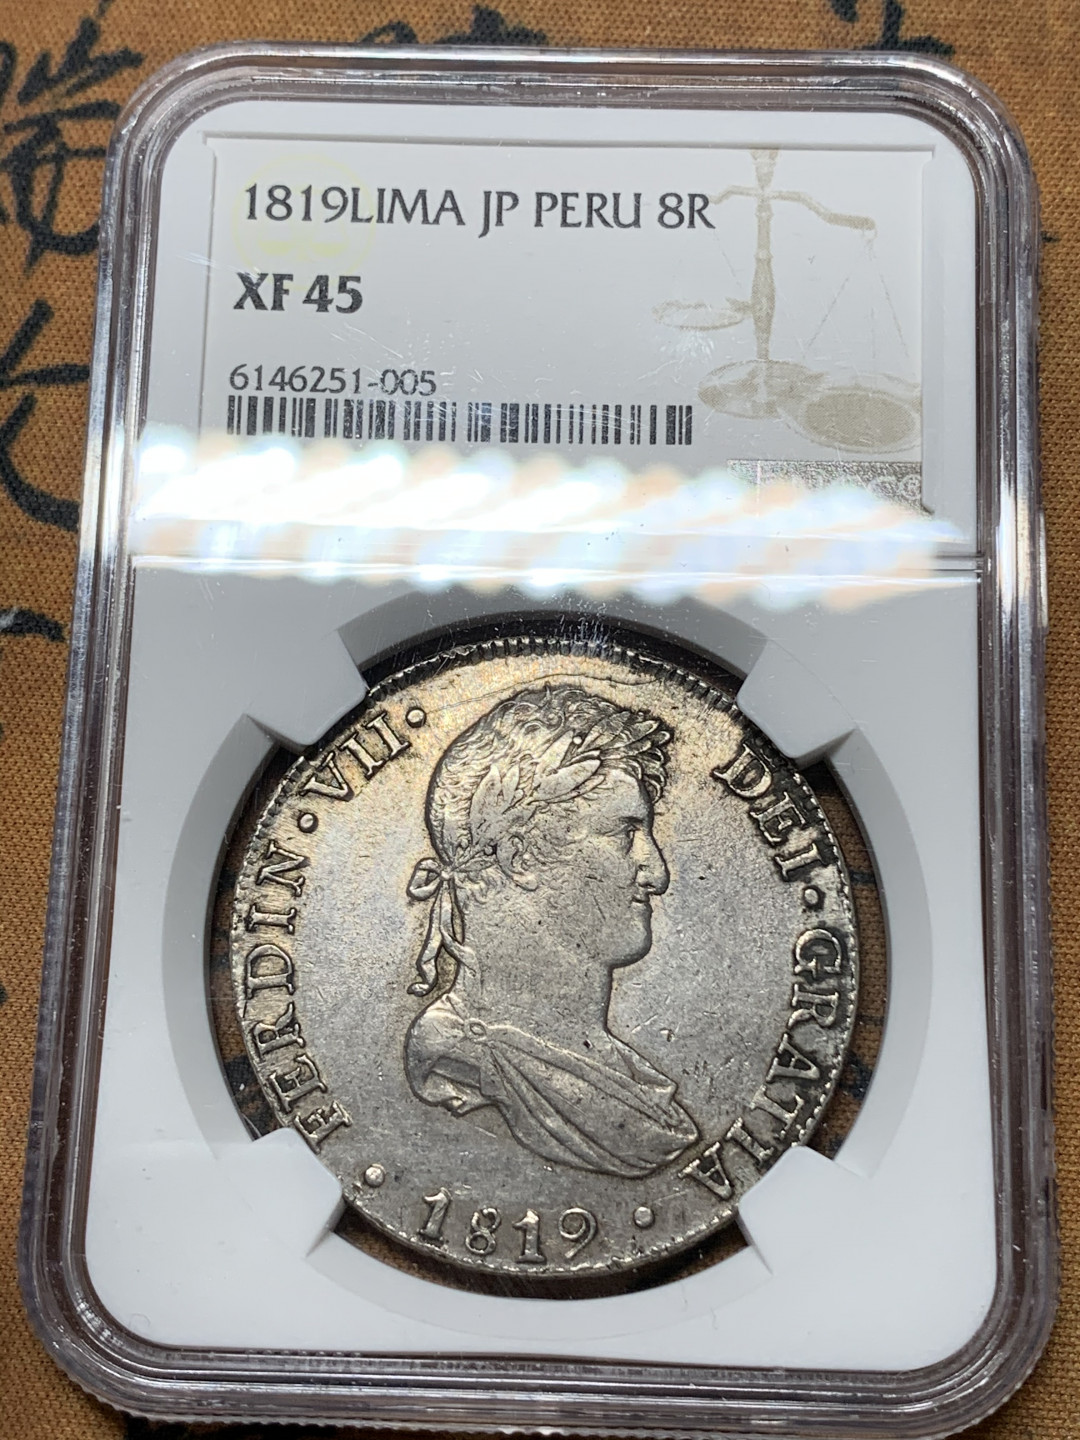 1819LIMA JP PERU 8R
XF 45
6146251-005
FERDIN · VII · DEI · GRATIA
· 1819 ·